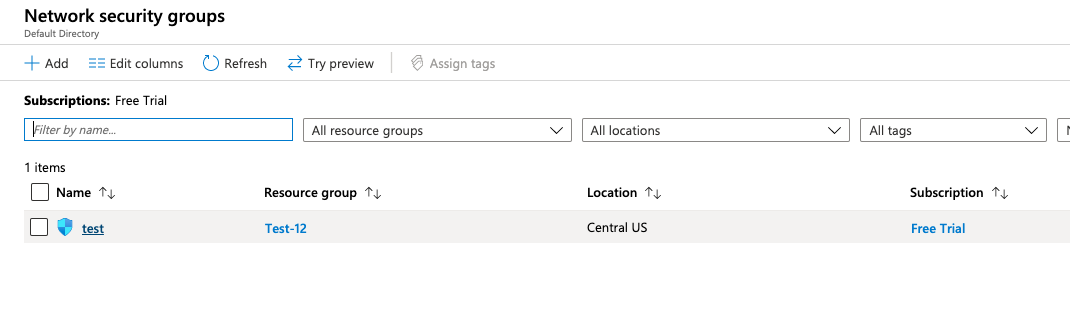 Network security groups
Default Directory
Add Edit columns Refresh Try preview Assign tags
Subscriptions: Free Trial
Filter by name... All resource groups All locations All tags
1 items
Name Resource group Location Subscription
test Test-12 Central US Free Trial